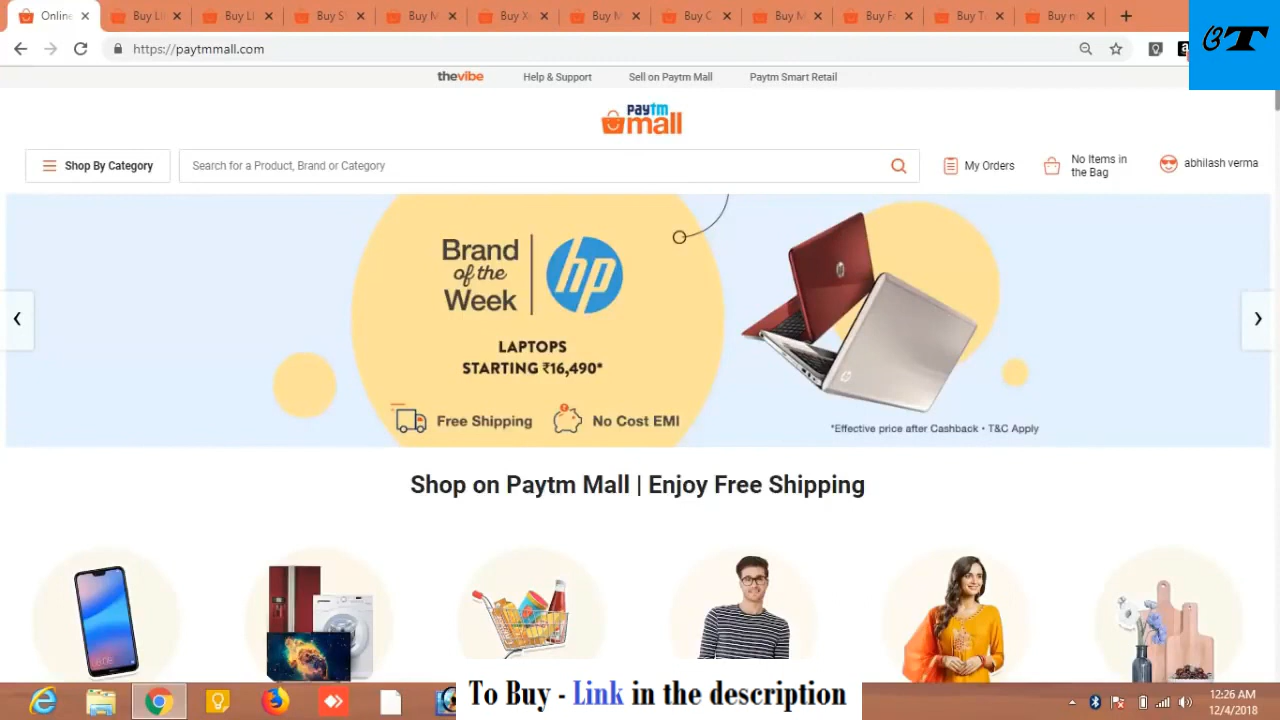 Online
Buy
Buy
Buy
Buy
Buy
Buy
Buy
Buy
Buy
Buy
Buy
https://paytmmall.com
BT
thevibe
Help & Support
Sell on Paytm Mall
Paytm Smart Retail
paytm
mall
Shop By Category
Search for a Product, Brand or Category
My Orders
No Items in
the Bag
abhilash verma
Brand
of the
Week
hp
LAPTOPS
STARTING ₹16,490*
Free Shipping
No Cost EMI
*Effective price after Cashback • T&C Apply
Shop on Paytm Mall | Enjoy Free Shipping
To Buy - Link in the description
12:26 AM
12/4/2018